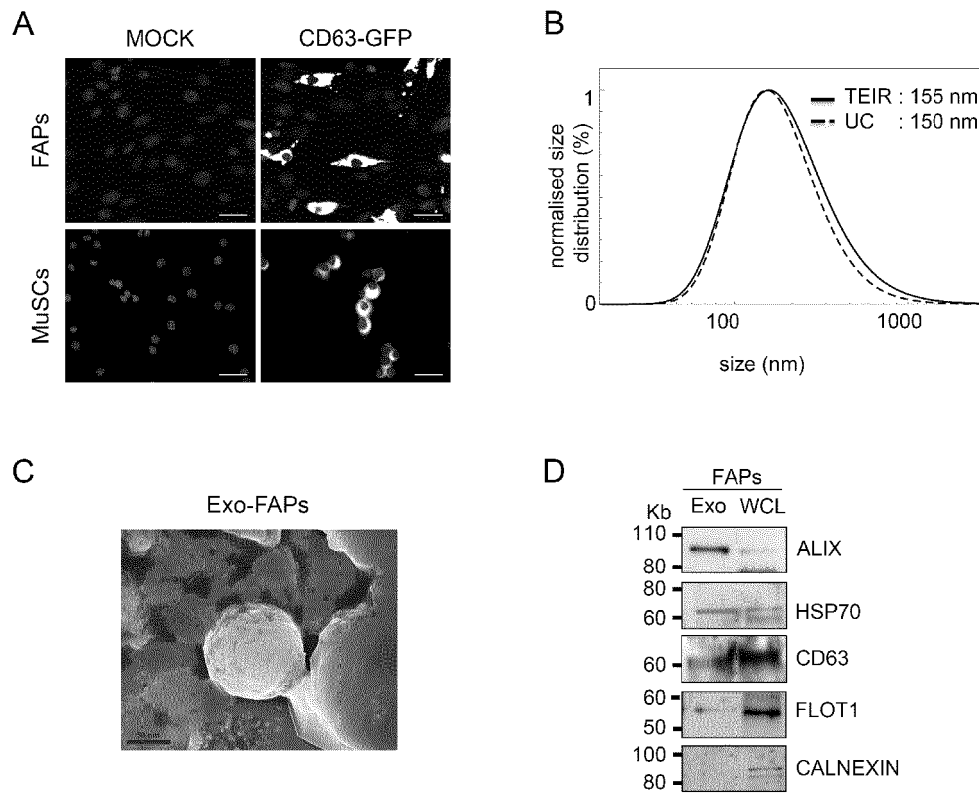 A
MOCK
CD63-GFP
FAPs
MuSCs
B
normalised size
distribution (%)
1
0
TEIR : 155 nm
UC : 150 nm
100
1000
size (nm)
C
Exo-FAPs
D
FAPs
Kb
Exo
WCL
110
80
ALIX
80
60
HSP70
60
CD63
60
50
FLOT1
100
80
CALNEXIN